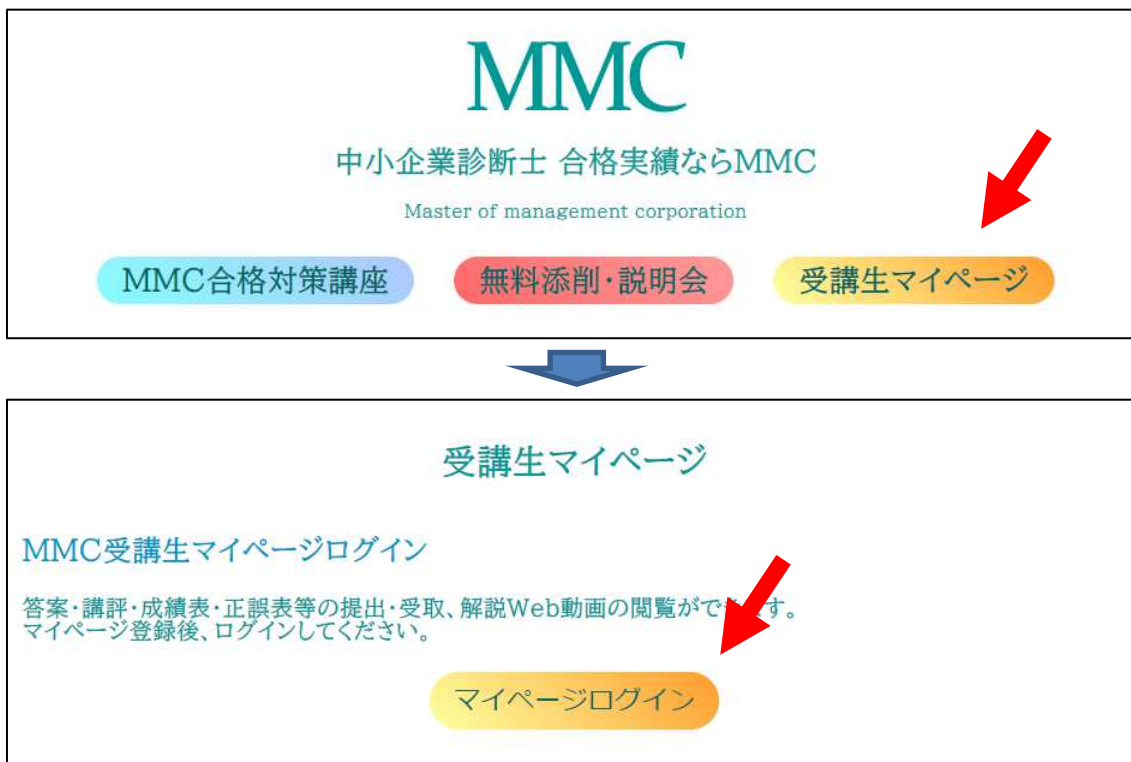 MMC
中小企業診断士 合格実績ならMMC
Master of management corporation
MMC合格対策講座
無料添削・説明会
受講生マイページ
受講生マイページ
MMC受講生マイページログイン
答案・講評・成績表・正誤表等の提出・受取、解説Web動画の閲覧ができます。
マイページ登録後、ログインしてください。
マイページログイン